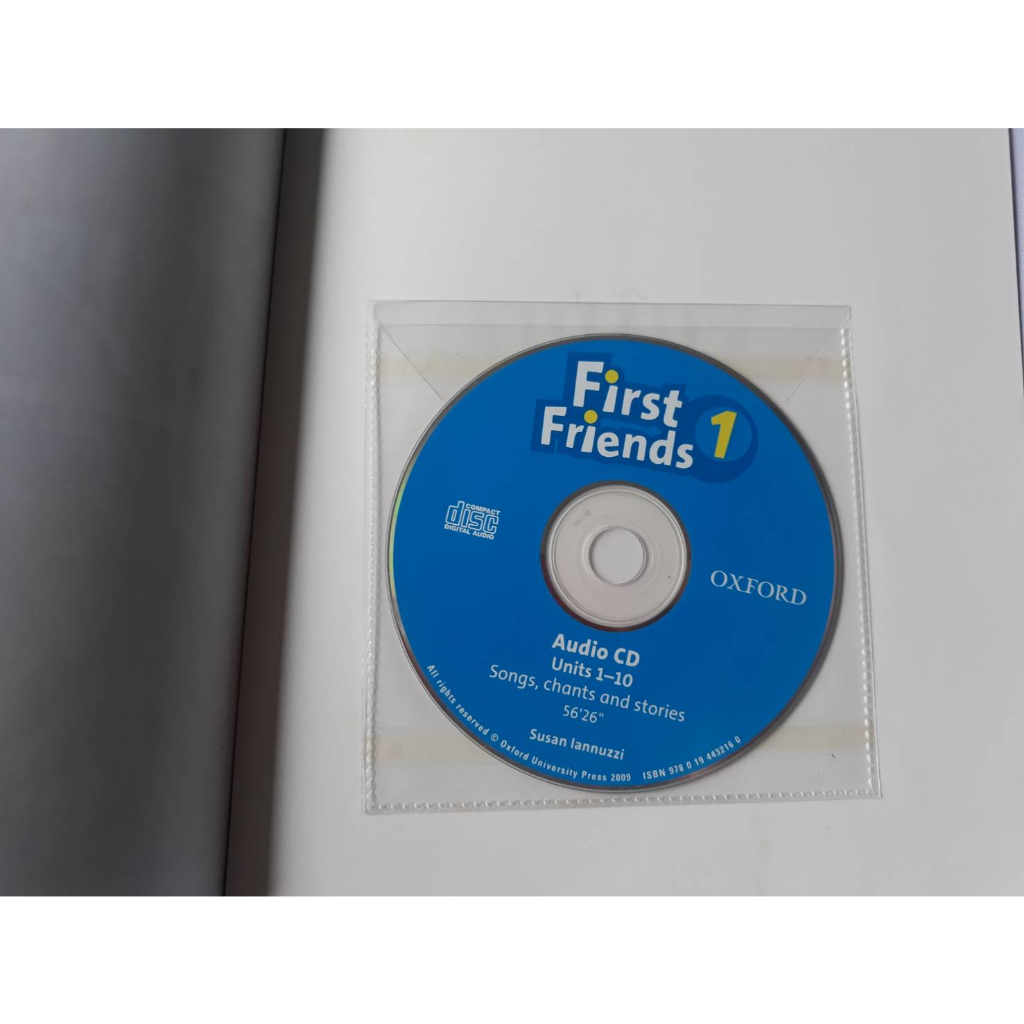 First
Friends 1
COMPACT
disc
DIGITAL AUDIO
OXFORD
Audio CD
Units 1–10
Songs, chants and stories
56'26"
Susan Iannuzzi
All rights reserved © Oxford University Press 2009 ISBN 978 0 19 443216 0